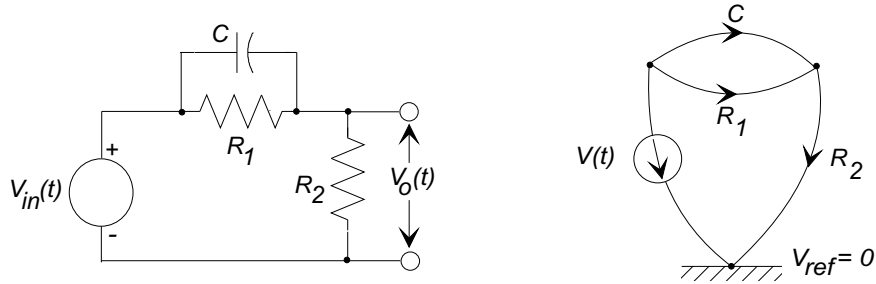 C
R1
+
Vin(t)
-
R2
Vo(t)
C
R1
V(t)
R2
Vref = 0